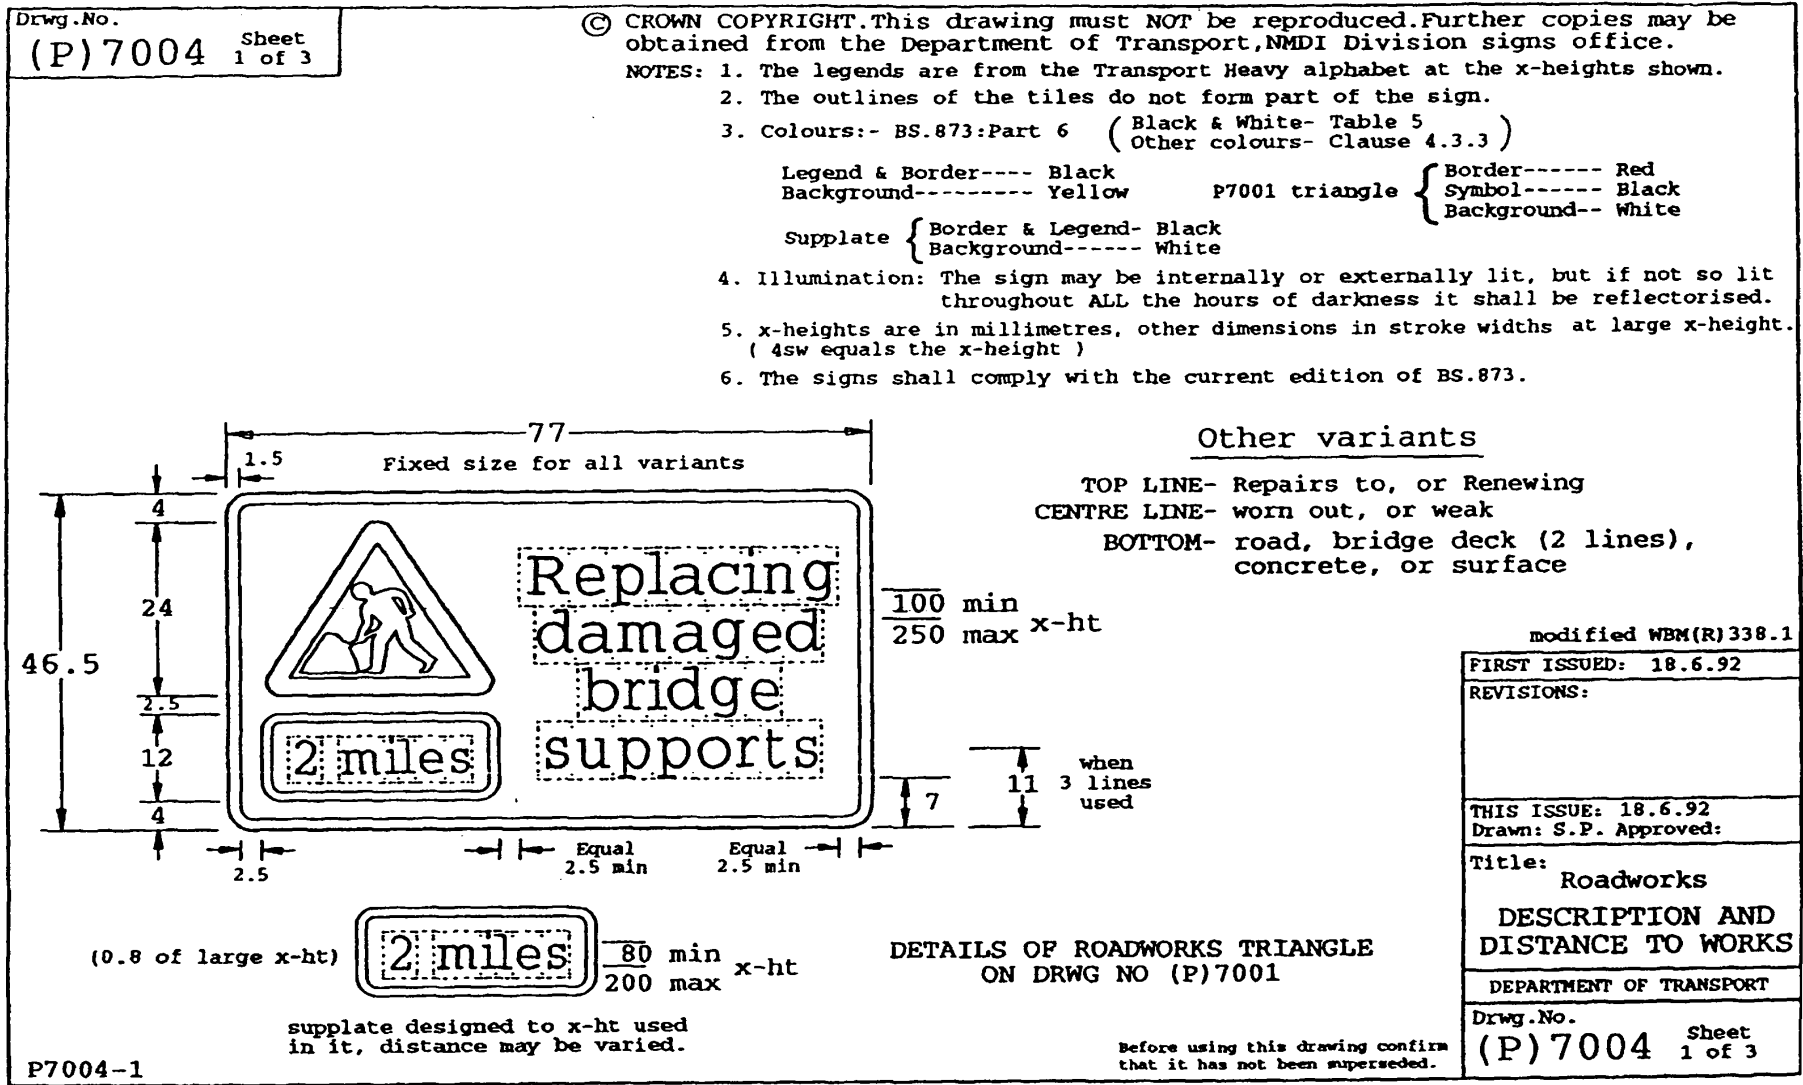 Drwg.No.
(P)7004 Sheet 1 of 3
© CROWN COPYRIGHT.This drawing must NOT be reproduced.Further copies may be
obtained from the Department of Transport,NMDI Division signs office.
NOTES: 1. The legends are from the Transport Heavy alphabet at the x-heights shown.
2. The outlines of the tiles do not form part of the sign.
3. Colours:- BS.873:Part 6 ( Black & White- Table 5
Other colours- Clause 4.3.3 )
Legend & Border---- Black
Background--------- Yellow
P7001 triangle { Border------ Red
Symbol------ Black
Background-- White
Supplate { Border & Legend- Black
Background------ White
4. Illumination: The sign may be internally or externally lit, but if not so lit
throughout ALL the hours of darkness it shall be reflectorised.
5. x-heights are in millimetres, other dimensions in stroke widths at large x-height.
( 4sw equals the x-height )
6. The signs shall comply with the current edition of BS.873.
77
1.5
Fixed size for all variants
4
24
46.5
2.5
12
4
Replacing
damaged
bridge
supports
2 miles
100 min
250 max x-ht
7
11
when
3 lines
used
2.5
Equal
2.5 min
Equal
2.5 min
Other variants
TOP LINE- Repairs to, or Renewing
CENTRE LINE- worn out, or weak
BOTTOM- road, bridge deck (2 lines),
concrete, or surface
(0.8 of large x-ht)
2 miles
80 min
200 max x-ht
supplate designed to x-ht used
in it, distance may be varied.
DETAILS OF ROADWORKS TRIANGLE
ON DRWG NO (P)7001
P7004-1
Before using this drawing confirm
that it has not been superseded.
modified WBM(R)338.1
FIRST ISSUED: 18.6.92
REVISIONS:
THIS ISSUE: 18.6.92
Drawn: S.P. Approved:
Title:
Roadworks
DESCRIPTION AND
DISTANCE TO WORKS
DEPARTMENT OF TRANSPORT
Drwg.No.
(P)7004 Sheet 1 of 3